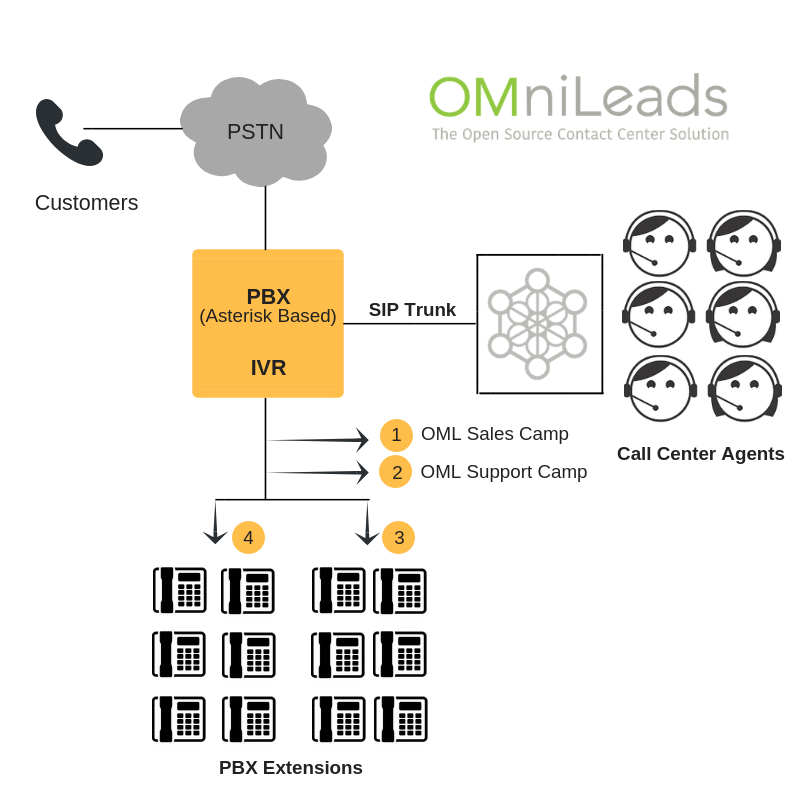 OMniLeads
The Open Source Contact Center Solution
PSTN
Customers
PBX
(Asterisk Based)
IVR
SIP Trunk
1 OML Sales Camp
2 OML Support Camp
Call Center Agents
4
3
PBX Extensions